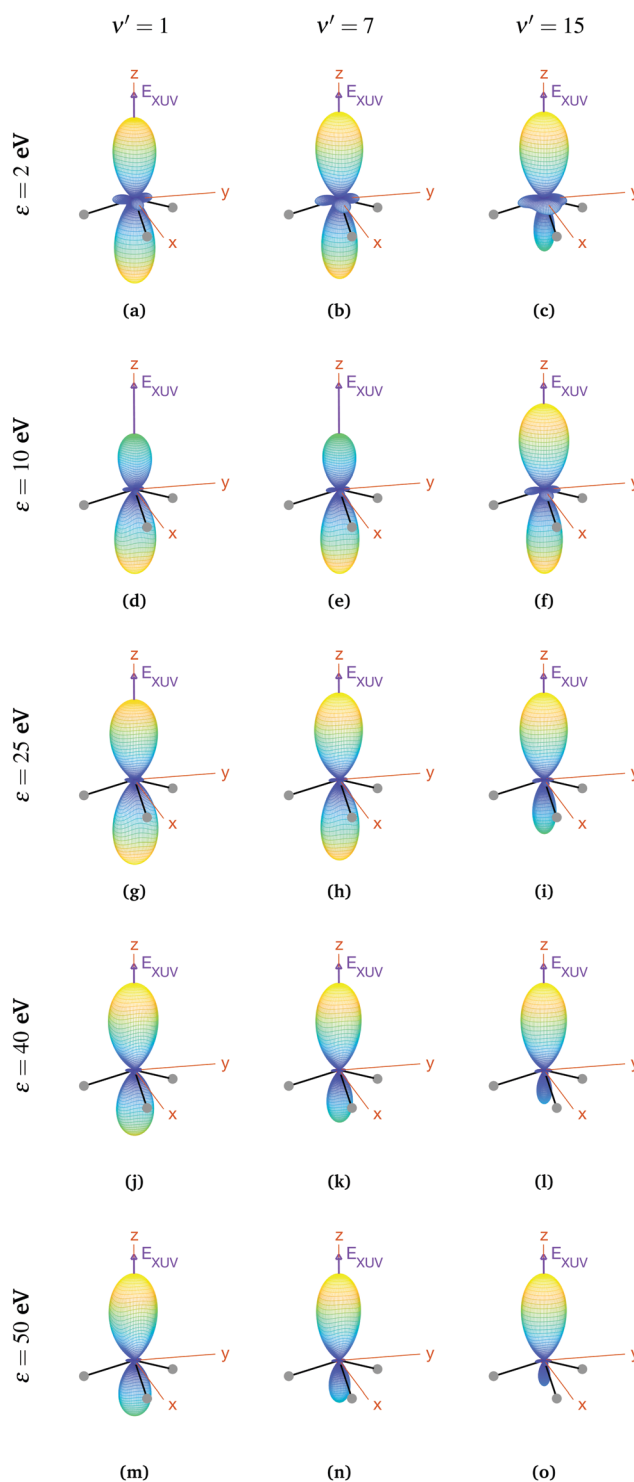 v′ = 1 v′ = 7 v′ = 15
ε = 2 eV
z z z
E_XUV E_XUV E_XUV
y y y
x x x
(a) (b) (c)
ε = 10 eV
z z z
E_XUV E_XUV E_XUV
y y y
x x x
(d) (e) (f)
ε = 25 eV
z z z
E_XUV E_XUV E_XUV
y y y
x x x
(g) (h) (i)
ε = 40 eV
z z z
E_XUV E_XUV E_XUV
y y y
x x x
(j) (k) (l)
ε = 50 eV
z z z
E_XUV E_XUV E_XUV
y y y
x x x
(m) (n) (o)